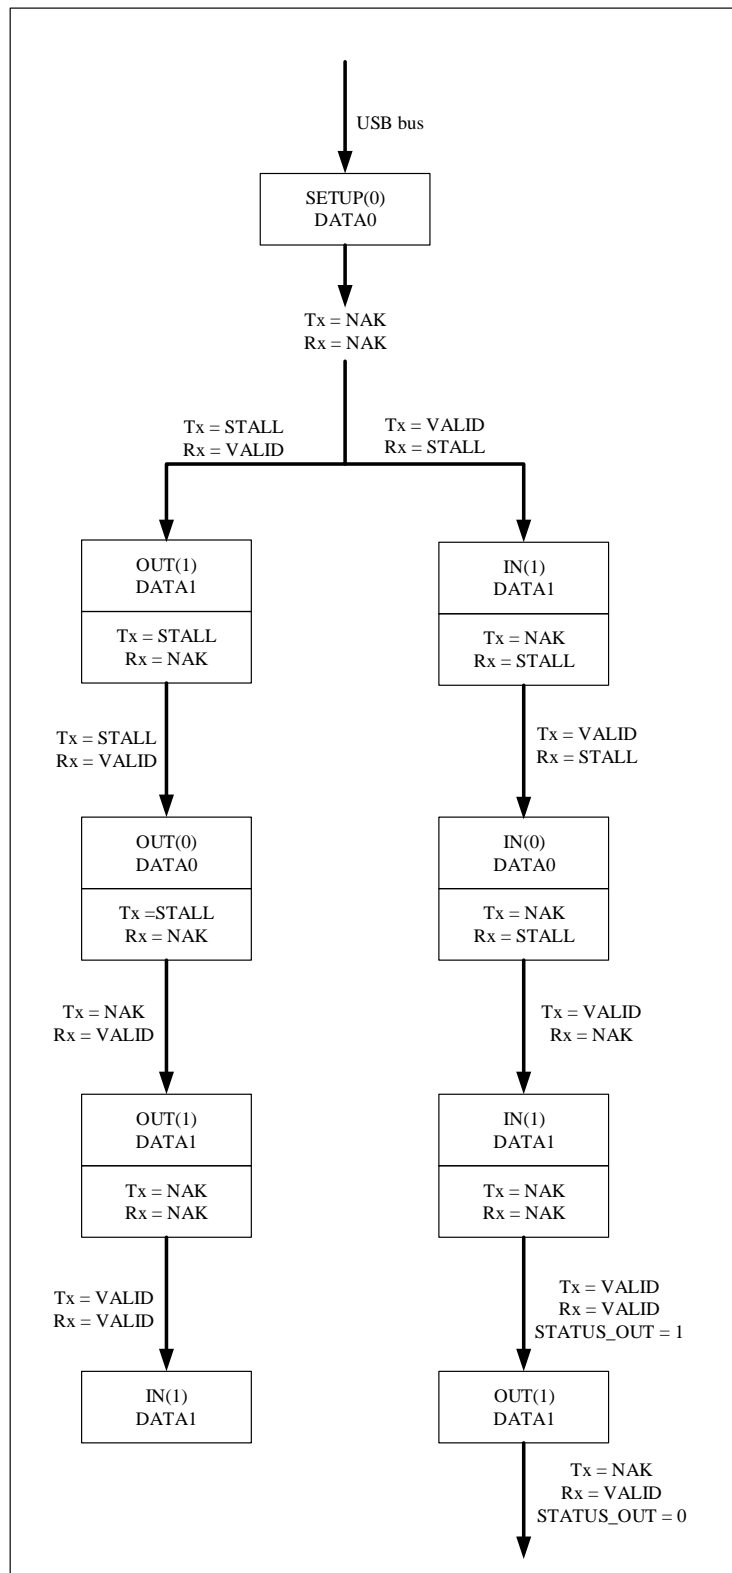 USB bus
SETUP(0)
DATA0
Tx = NAK
Rx = NAK
Tx = STALL
Rx = VALID
Tx = VALID
Rx = STALL
OUT(1)
DATA1
Tx = STALL
Rx = NAK
Tx = STALL
Rx = VALID
OUT(0)
DATA0
Tx =STALL
Rx = NAK
Tx = NAK
Rx = VALID
OUT(1)
DATA1
Tx = NAK
Rx = NAK
Tx = VALID
Rx = VALID
IN(1)
DATA1
IN(1)
DATA1
Tx = NAK
Rx = STALL
Tx = VALID
Rx = STALL
IN(0)
DATA0
Tx = NAK
Rx = STALL
Tx = VALID
Rx = NAK
IN(1)
DATA1
Tx = NAK
Rx = NAK
Tx = VALID
Rx = VALID
STATUS_OUT = 1
OUT(1)
DATA1
Tx = NAK
Rx = VALID
STATUS_OUT = 0